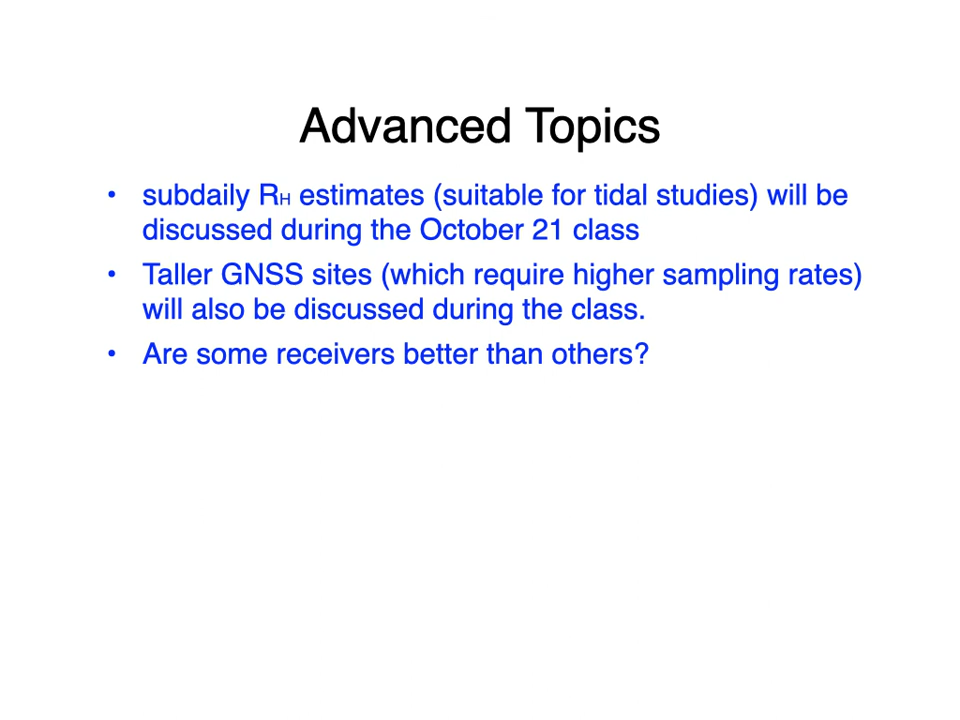 Advanced Topics
• subdaily RH estimates (suitable for tidal studies) will be
discussed during the October 21 class
• Taller GNSS sites (which require higher sampling rates)
will also be discussed during the class.
• Are some receivers better than others?